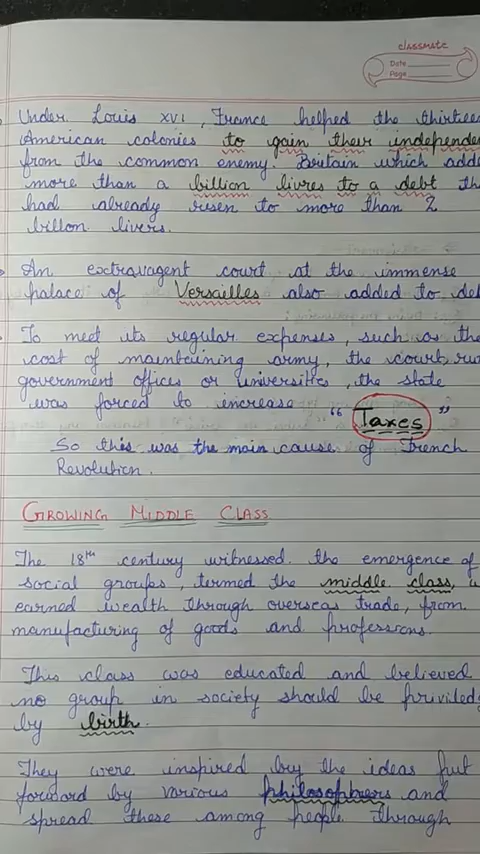 classmate
Date
Page
Under Louis XVI, France helped the thirteen
American colonies to gain their independen
from the common enemy. Britain which adde
more than a billion livres to a debt th
had already risen to more than 2
billon livers.
An extravagent court at the immense
palace of Versailles also added to deb
To meet its regular expenses, such as the
cost of maintaining army, the court, run
government offices or universities, the state
was forced to increase "Taxes"
So this was the main cause of French
Revolution.
GROWING MIDDLE CLASS
The 18th century witnessed the emergence of
social groups, termed the middle class, w
earned wealth through overseas trade, from
manufacturing of goods and professions.
This class was educated and believed
no group in society should be privileg
by birth.
They were inspired by the ideas put
forward by various philosophers and
spread these among people through